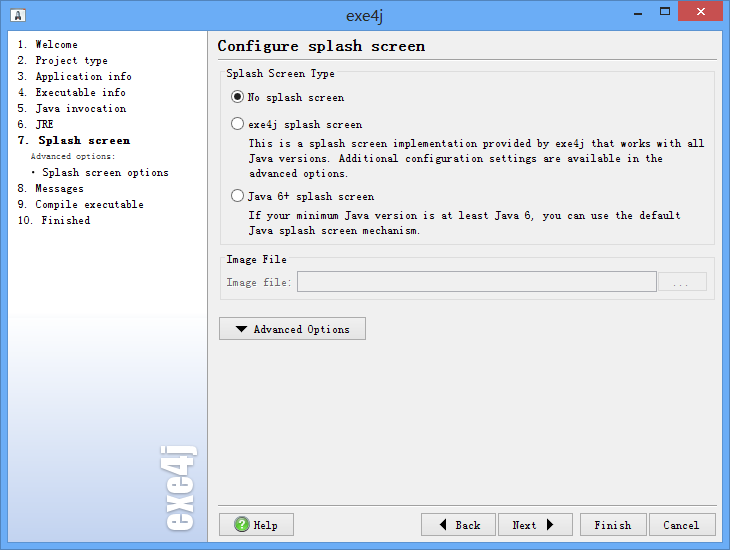 exe4j
1. Welcome
2. Project type
3. Application info
4. Executable info
5. Java invocation
6. JRE
7. Splash screen
Advanced options:
· Splash screen options
8. Messages
9. Compile executable
10. Finished
exe4j
Configure splash screen
Splash Screen Type
No splash screen
exe4j splash screen
This is a splash screen implementation provided by exe4j that works with all
Java versions. Additional configuration settings are available in the
advanced options.
Java 6+ splash screen
If your minimum Java version is at least Java 6, you can use the default
Java splash screen mechanism.
Image File
Image file:
...
Advanced Options
Help
Back
Next
Finish
Cancel